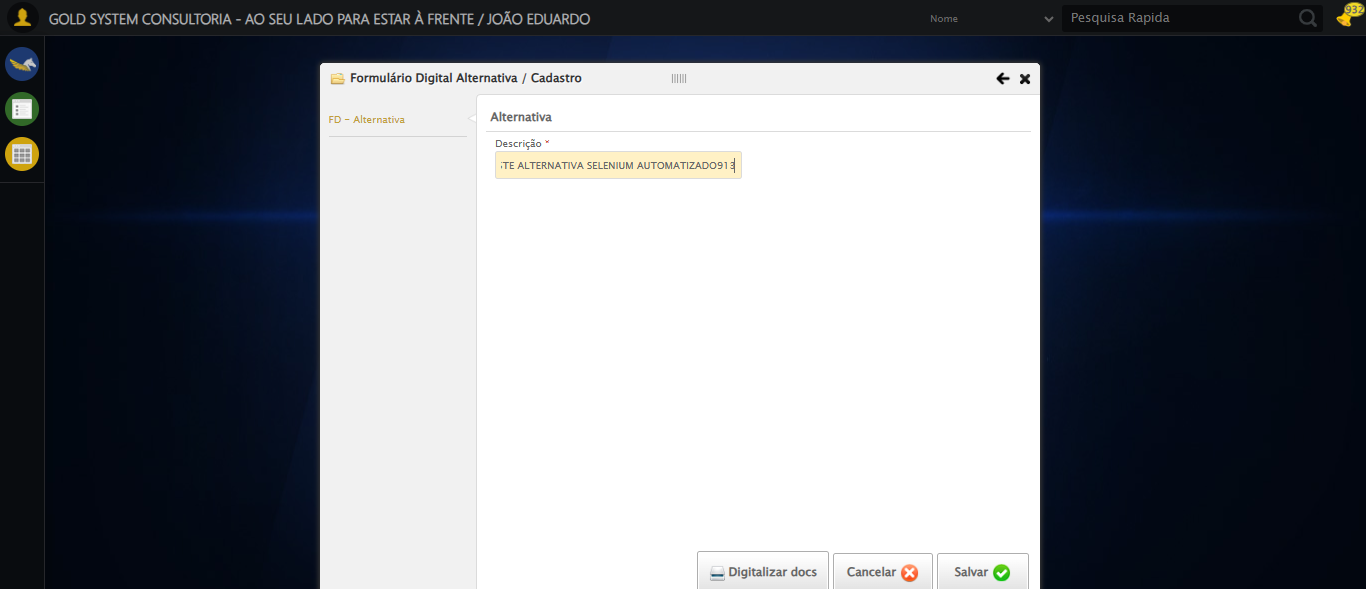 GOLD SYSTEM CONSULTORIA - AO SEU LADO PARA ESTAR À FRENTE / JOÃO EDUARDO
Nome
Pesquisa Rapida
932
Formulário Digital Alternativa / Cadastro
FD - Alternativa
Alternativa
Descrição *
STE ALTERNATIVA SELENIUM AUTOMATIZADO913
Digitalizar docs
Cancelar
Salvar